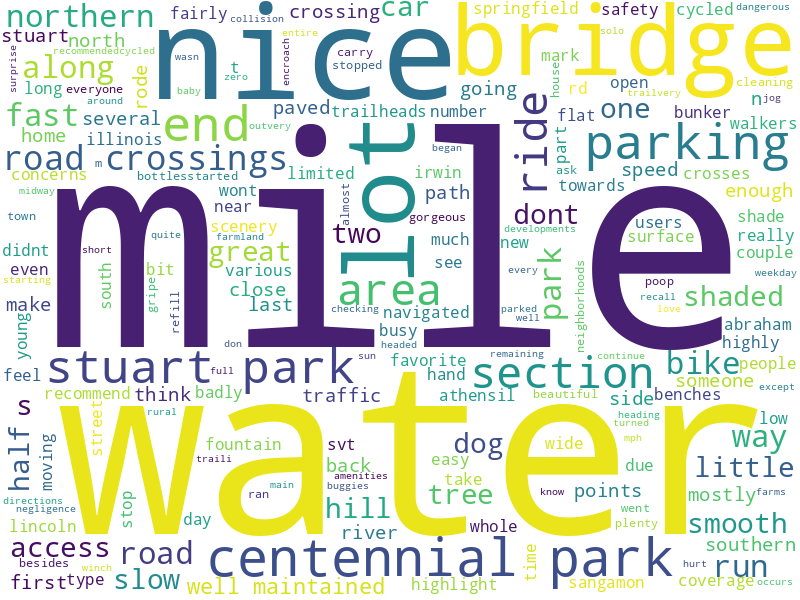 northern
nice
bridge
fairly
collision
crossing
car
springfield
safety
cycled
dangerous
stuart
north
entire
t
zero
wasn
carry
stopped
encroach
recommendedcycled
mark
solo
surprise
along
rode
long
everyone
around
baby
going
rd
open
house
cleaning
trailvery
n
jog
fast
several
end
outvery
paved
trailheads
number
one
flat
bunker
walkers
home
illinois
lot
ride
part
parking
road
crossings
m
bottlesstarted
limited
irwin
began
ask
speed
crosses
concerns
wont
path
towards
enough
midway
near
almost
gorgeous
dont
users
shade
town
scenery
two
developments
surface
really
didnt
quite
farmland
great
much
new
couple
even
bit
various
see
every
poop
weekday
starting
short
south
gripe
close
area
park
recall
shaded
make
refill
last
checking
navigated
parked
well
love
mile
young
don
busy
headed
neighborhoods
abraham
highly
feel
stuart park
full
sun
favorite
remaining
section
continue
bike
people
except
recommend
think
badly
hand
athensil
beautiful
someone
side
benches
low
s
rural
traffic
heading
turned
way
half
moving
street
water
fountain
svt
back
dog
wide
mph
points
little
traili
amenities
easy
take
know
due
farms
directions
main
buggies
tree
mostly
negligence
ran
hill
went
plenty
lincoln
stop
day
river
whole
smooth
access
road
centennial park
time
southern
besides
winch
hurt
run
first
type
slow
well maintained
highlight
sangamon
coverage
occurs